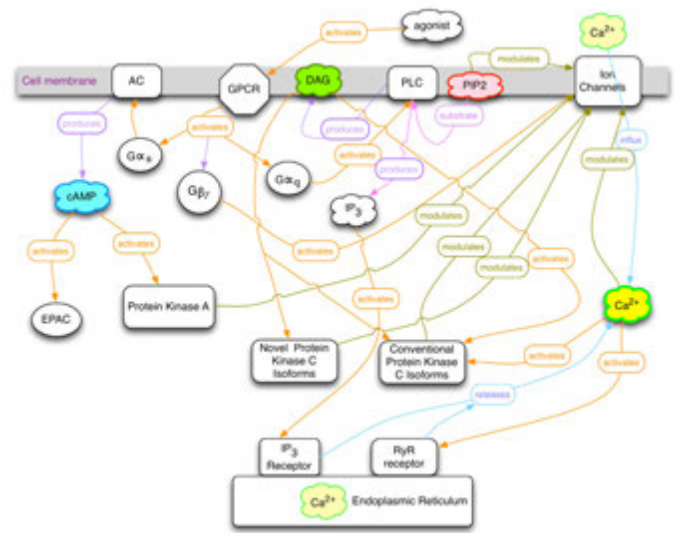 activates
agonist
Ca2+
modulates
Cell membrane
AC
GPCR
DAG
PLC
PIP2
Ion
Channels
produces
activates
produces
substrate
influx
Gαs
Gαq
activates
modulates
produces
cAMP
Gβγ
IP3
modulates
activates
activates
activates
modulates
activates
modulates
Protein Kinase A
activates
Ca2+
EPAC
Novel Protein
Kinase C
Isoforms
Conventional
Protein Kinase
C Isoforms
activates
activates
releases
IP3
Receptor
RyR
receptor
Ca2+
Endoplasmic Reticulum